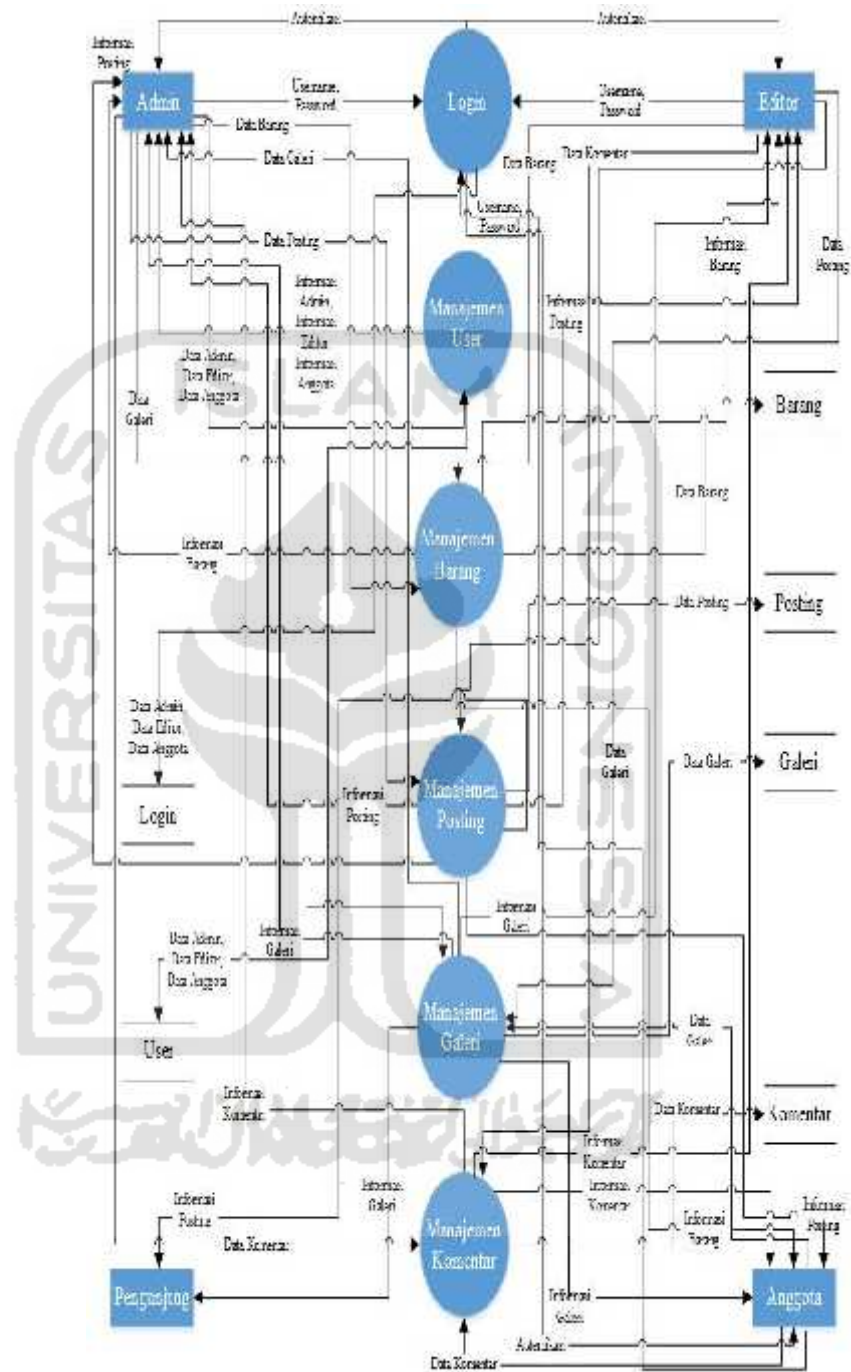 Informasi
Posting
Admin
Username,
Password
Login
Username,
Password
Editor
Data Barang
Data Galeri
Data Barang
Data Komentar
Username,
Password
Data Posting
Informasi
Barang
Data
Posting
Informasi
Admin,
Informasi
Editor
Informasi
Anggota
Manajemen
User
Informasi
Posting
Data Admin,
Data Editor,
Data Anggota
Data
Galeri
Barang
Data Barang
Informasi
Barang
Manajemen
Barang
Data Posting
Posting
Data Admin,
Data Editor,
Data Anggota
Login
Informasi
Posting
Manajemen
Posting
Data
Galeri
Data Galeri
Galeri
Informasi
Galeri
Informasi
Galeri
Data Admin,
Data Editor,
Data Anggota
User
Manajemen
Galeri
Data
Galeri
Informasi
Komentar
Data Komentar
Komentar
Informasi
Komentar
Informasi
Komentar
Informasi
Galeri
Informasi
Posting
Data Komentar
Manajemen
Komentar
Informasi
Barang
Informasi
Posting
Pengunjung
Informasi
Galeri
Anggota
Data Komentar
UNIVERSITAS
ISLAM
INDONESIA